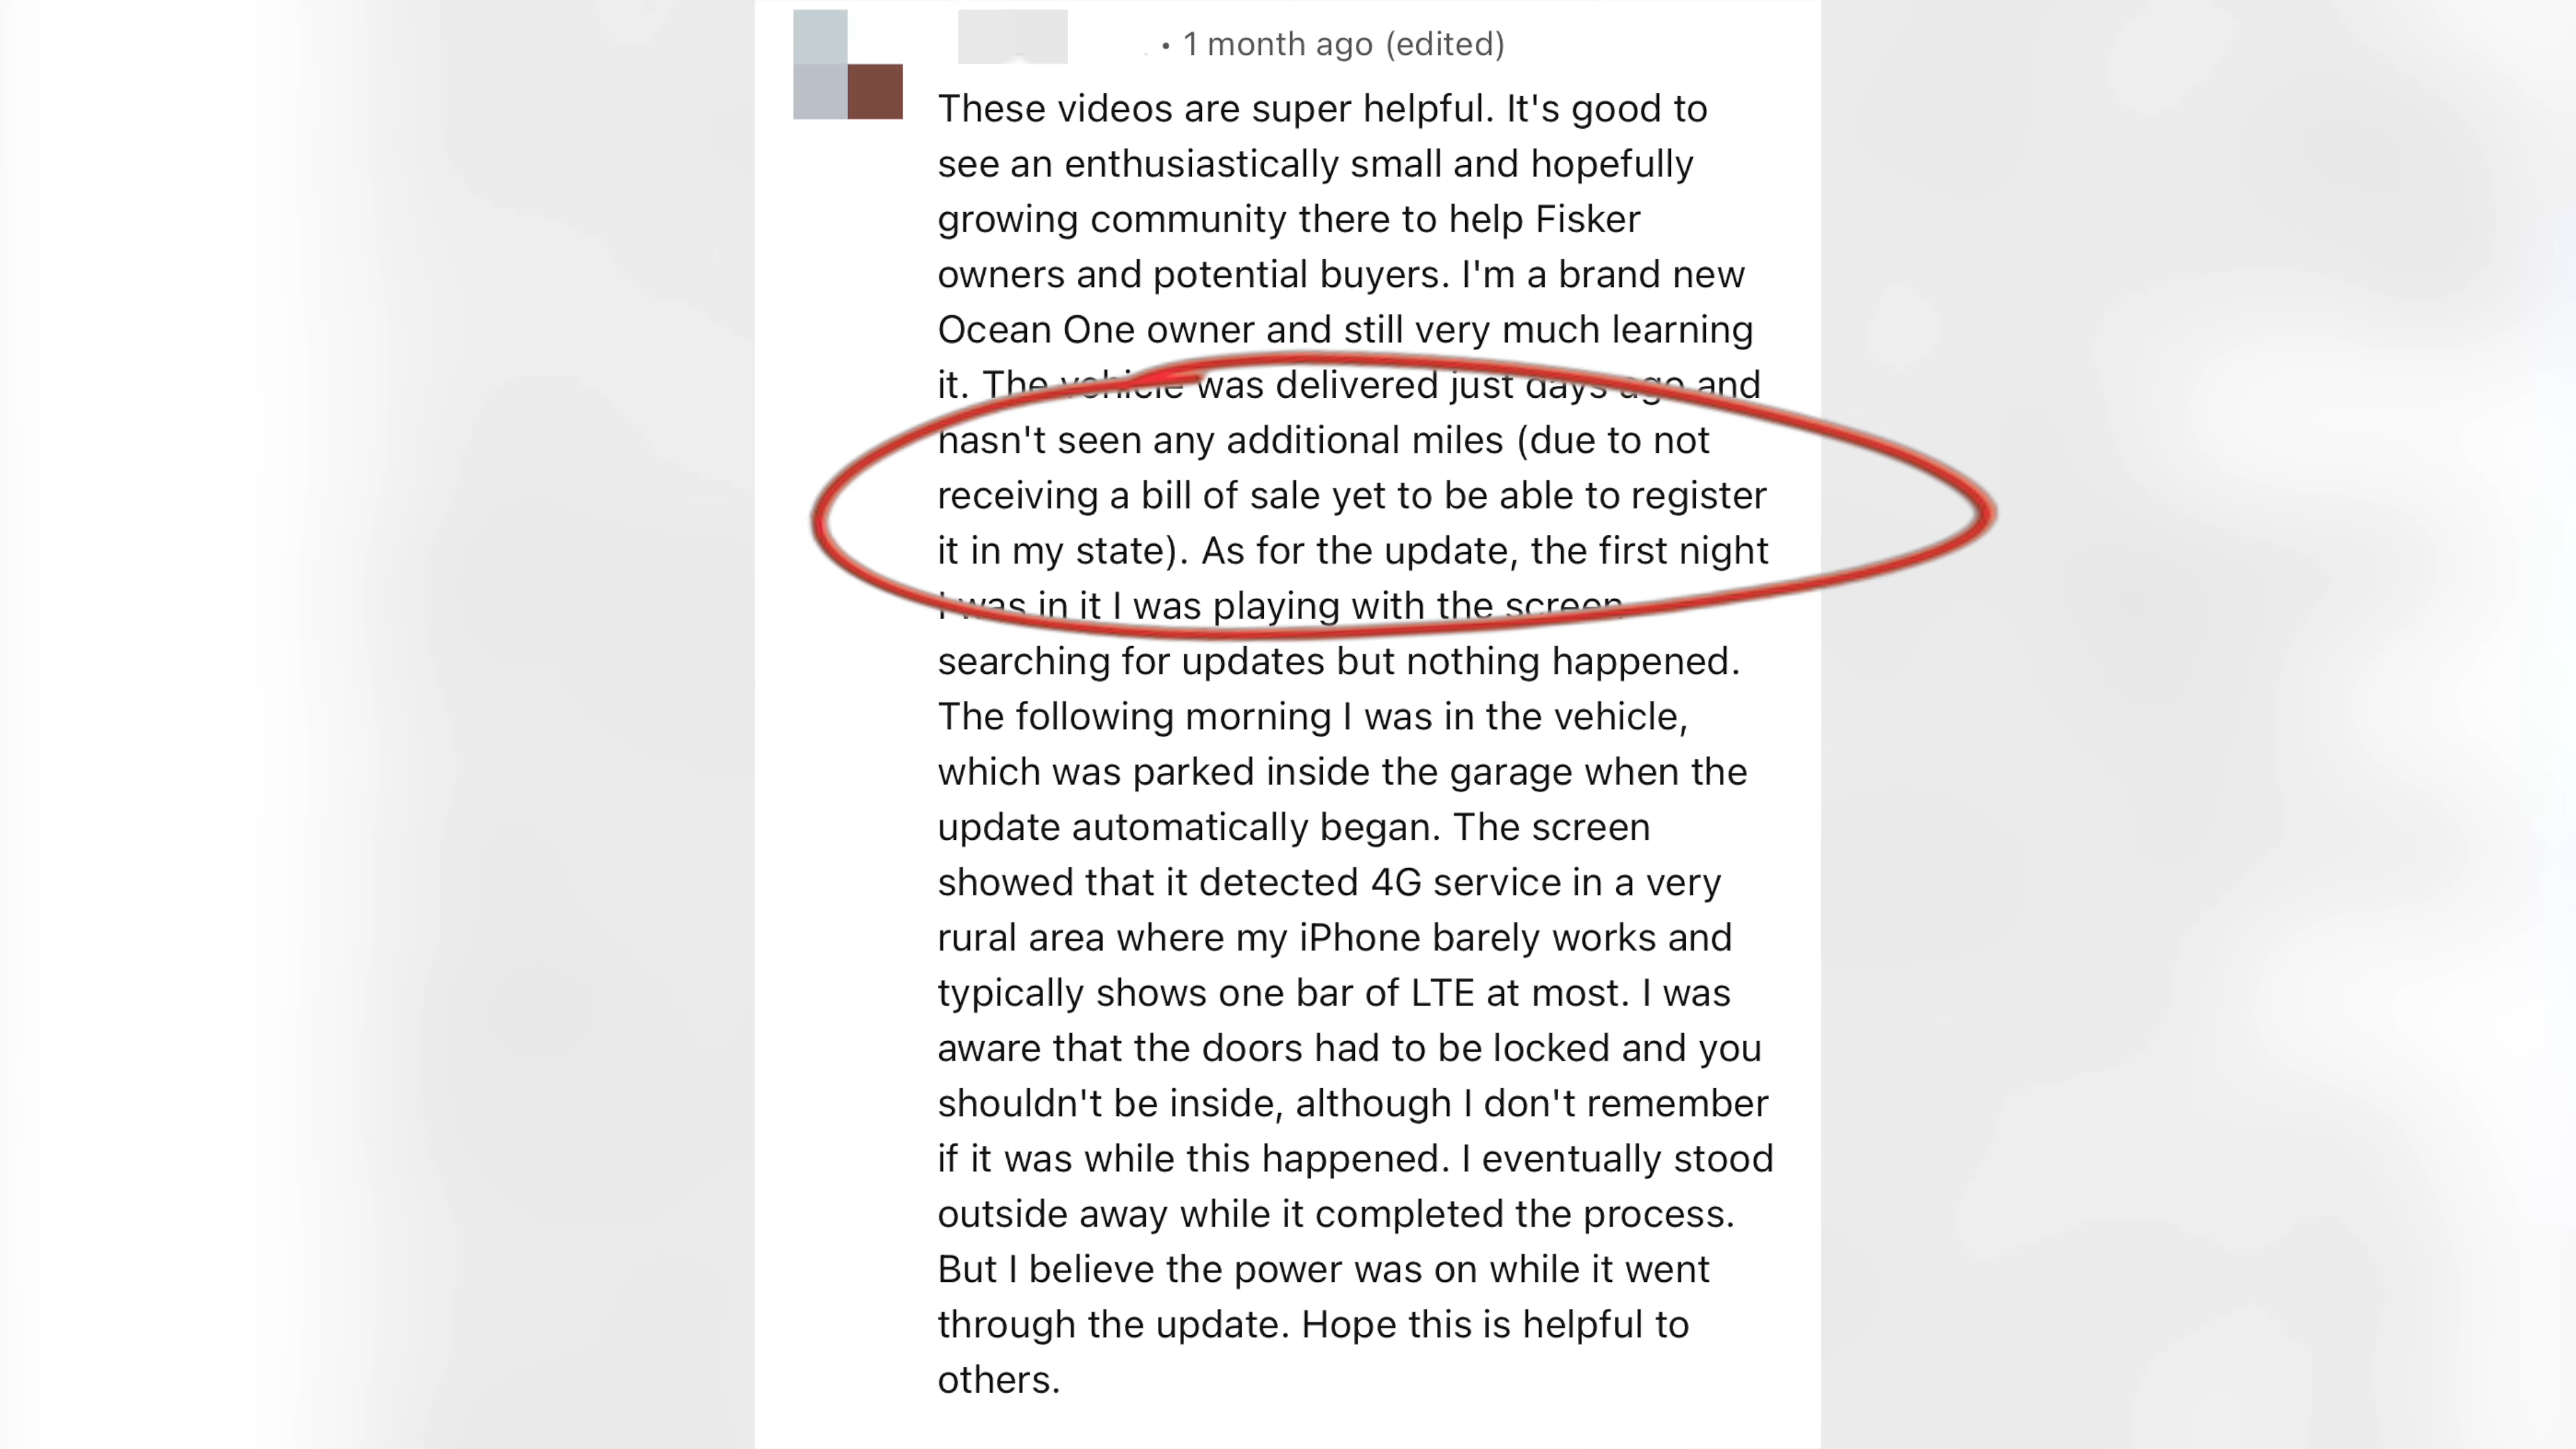 • 1 month ago (edited)
These videos are super helpful. It's good to
see an enthusiastically small and hopefully
growing community there to help Fisker
owners and potential buyers. I'm a brand new
Ocean One owner and still very much learning
it. The vehicle was delivered just days ago and
hasn't seen any additional miles (due to not
receiving a bill of sale yet to be able to register
it in my state). As for the update, the first night
I was in it I was playing with the screen
searching for updates but nothing happened.
The following morning I was in the vehicle,
which was parked inside the garage when the
update automatically began. The screen
showed that it detected 4G service in a very
rural area where my iPhone barely works and
typically shows one bar of LTE at most. I was
aware that the doors had to be locked and you
shouldn't be inside, although I don't remember
if it was while this happened. I eventually stood
outside away while it completed the process.
But I believe the power was on while it went
through the update. Hope this is helpful to
others.